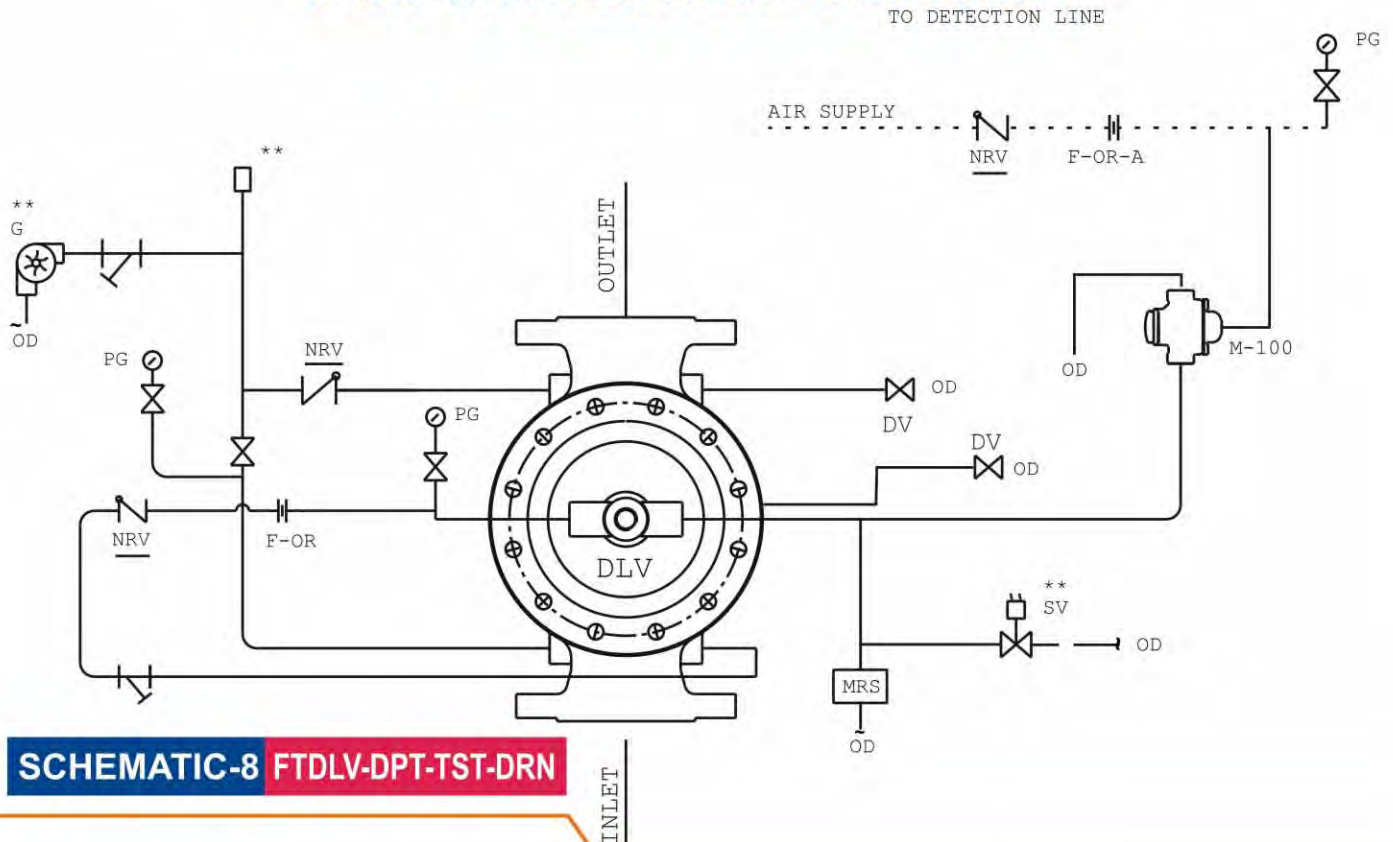 TO DETECTION LINE
PG
AIR SUPPLY
NRV
F-OR-A
**
**
G
OUTLET
OD
PG
NRV
M-100
OD
PG
OD
DV
DV
OD
NRV
F-OR
DLV
**
SV
OD
MRS
OD
SCHEMATIC-8 FTDLV-DPT-TST-DRN
INLET